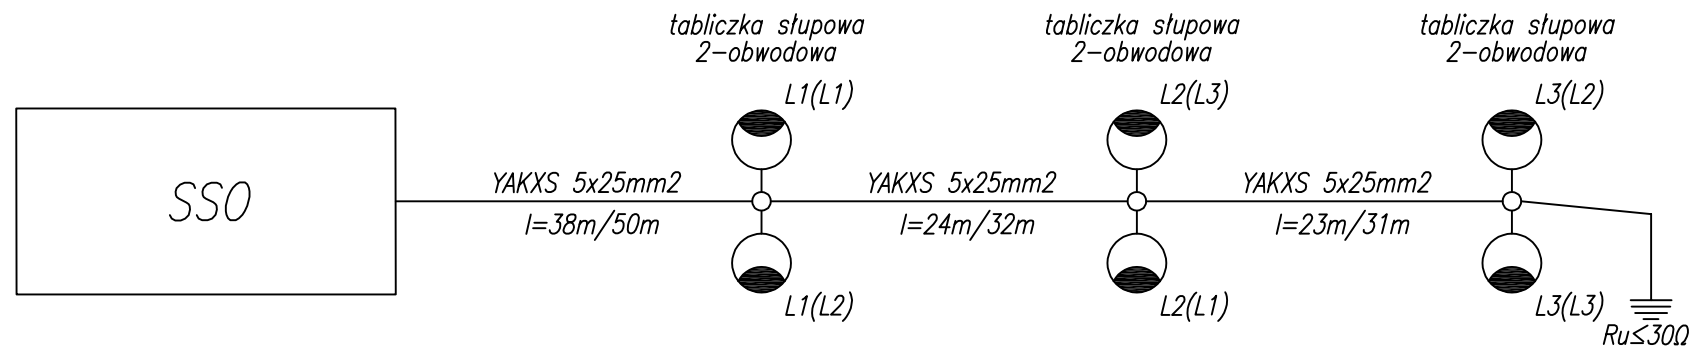 tabliczka słupowa
2-obwodowa
tabliczka słupowa
2-obwodowa
tabliczka słupowa
2-obwodowa
L1(L1)
L2(L3)
L3(L2)
SSO
YAKXS 5x25mm2
l=38m/50m
YAKXS 5x25mm2
l=24m/32m
YAKXS 5x25mm2
l=23m/31m
L1(L2)
L2(L1)
L3(L3)
Ru≤30Ω